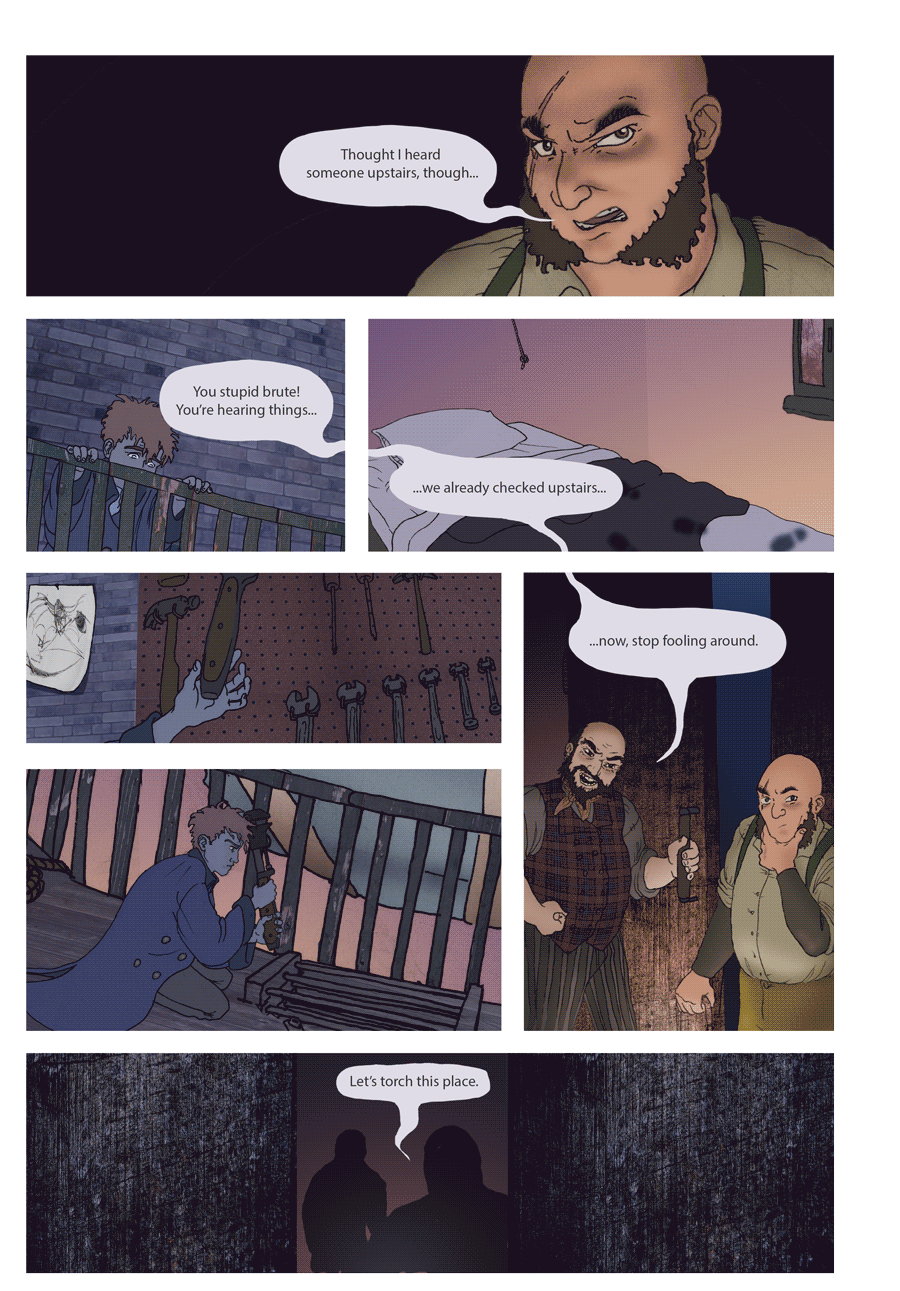 Thought I heard
someone upstairs, though...
You stupid brute!
You're hearing things...
...we already checked upstairs...
...now, stop fooling around.
Let's torch this place.